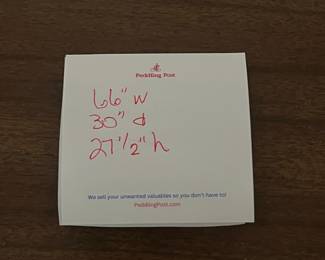 Peddling Post
66" w
30" d
27 1/2" h
We sell your unwanted valuables so you don't have to!
PeddlingPost.com